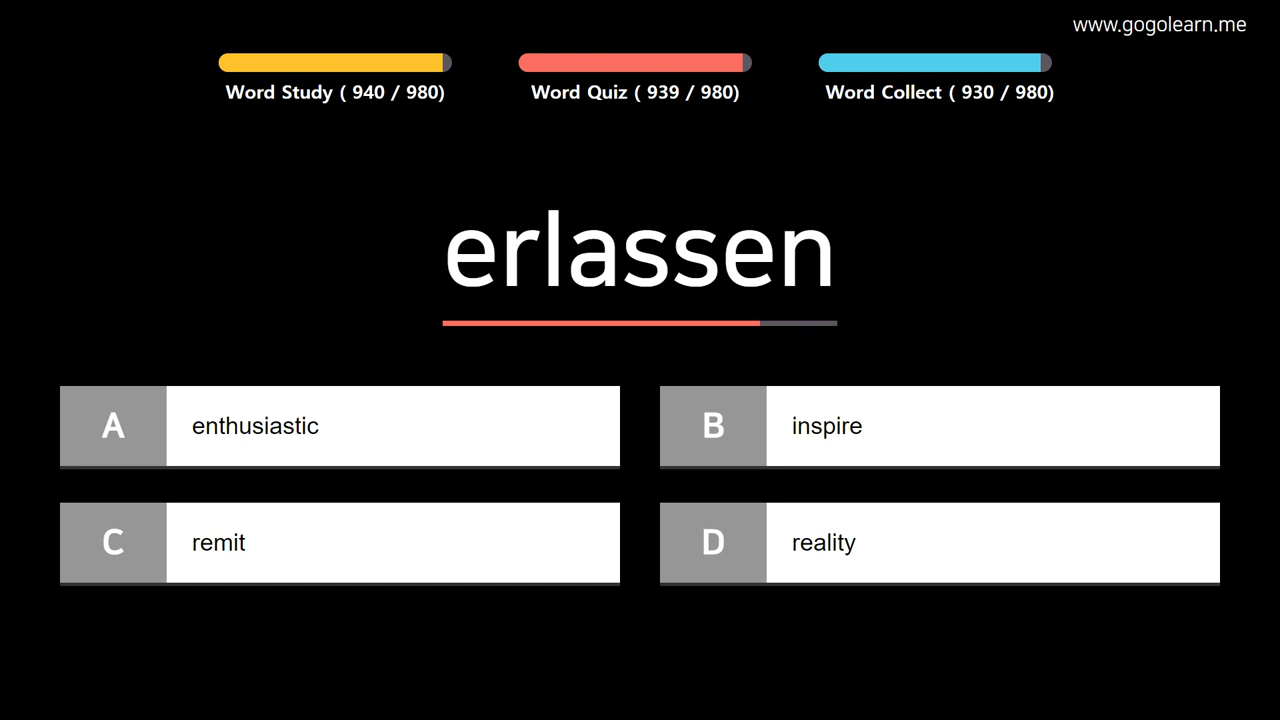 www.gogolearn.me
Word Study ( 940 / 980)
Word Quiz ( 939 / 980)
Word Collect ( 930 / 980)
erlassen
A enthusiastic
B inspire
C remit
D reality